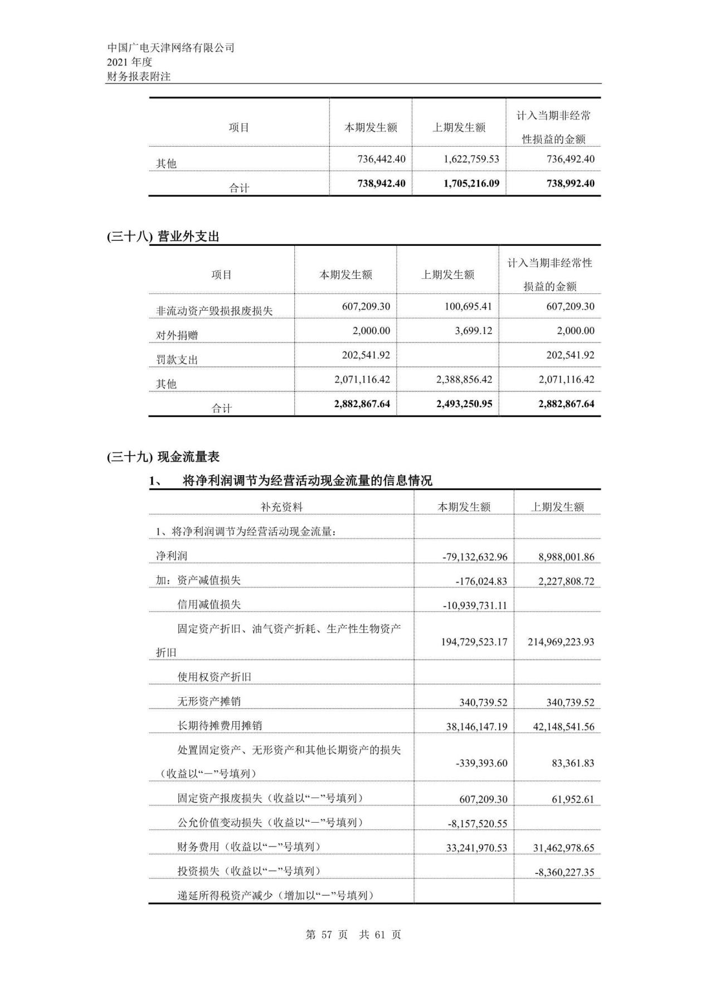 中国广电天津网络有限公司
2021 年度
财务报表附注
项目 本期发生额 上期发生额 计入当期非经常
性损益的金额
其他 736,442.40 1,622,759.53 736,492.40
合计 738,942.40 1,705,216.09 738,992.40
(三十八) 营业外支出
项目 本期发生额 上期发生额 计入当期非经常性
损益的金额
非流动资产毁损报废损失 607,209.30 100,695.41 607,209.30
对外捐赠 2,000.00 3,699.12 2,000.00
罚款支出 202,541.92 202,541.92
其他 2,071,116.42 2,388,856.42 2,071,116.42
合计 2,882,867.64 2,493,250.95 2,882,867.64
(三十九) 现金流量表
1、 将净利润调节为经营活动现金流量的信息情况
补充资料 本期发生额 上期发生额
1、将净利润调节为经营活动现金流量：
净利润 -79,132,632.96 8,988,001.86
加：资产减值损失 -176,024.83 2,227,808.72
信用减值损失 -10,939,731.11
固定资产折旧、油气资产折耗、生产性生物资产
折旧 194,729,523.17 214,969,223.93
使用权资产折旧
无形资产摊销 340,739.52 340,739.52
长期待摊费用摊销 38,146,147.19 42,148,541.56
处置固定资产、无形资产和其他长期资产的损失
（收益以“－”号填列） -339,393.60 83,361.83
固定资产报废损失（收益以“－”号填列） 607,209.30 61,952.61
公允价值变动损失（收益以“－”号填列） -8,157,520.55
财务费用（收益以“－”号填列） 33,241,970.53 31,462,978.65
投资损失（收益以“－”号填列） -8,360,227.35
递延所得税资产减少（增加以“－”号填列）
第 57 页 共 61 页